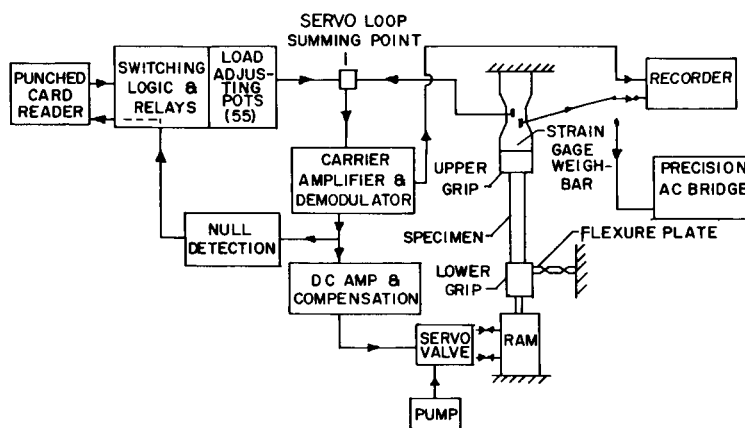 SERVO LOOP
SUMMING POINT
PUNCHED
CARD
READER
SWITCHING
LOGIC &
RELAYS
LOAD
ADJUS-
TING
POTS
(55)
RECORDER
STRAIN
GAGE
WEIGH-
BAR
CARRIER
AMPLIFIER &
DEMODULATOR
UPPER
GRIP
PRECISION
AC BRIDGE
NULL
DETECTION
SPECIMEN
FLEXURE PLATE
LOWER
GRIP
DC AMP &
COMPENSATION
SERVO
VALVE
RAM
PUMP